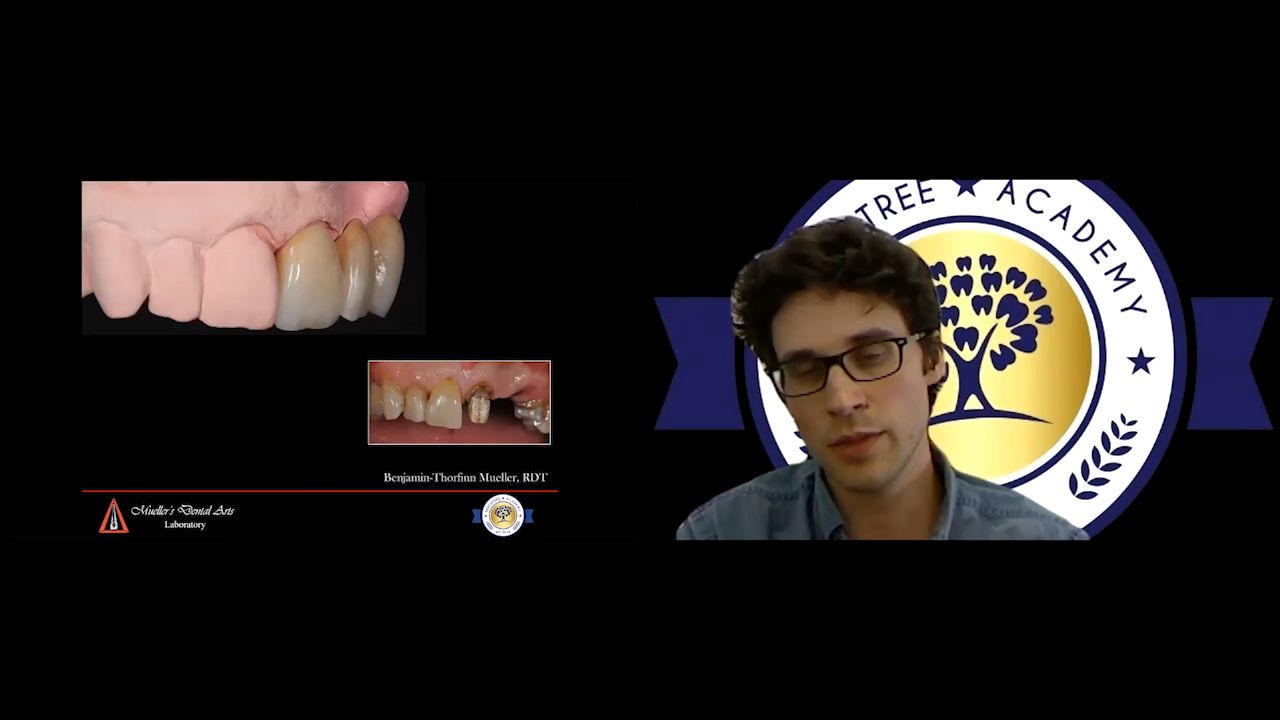 Benjamin-Thorfinn Mueller, RDT
Mueller's Dental Arts
Laboratory
TREE ★ ACADEMY ★